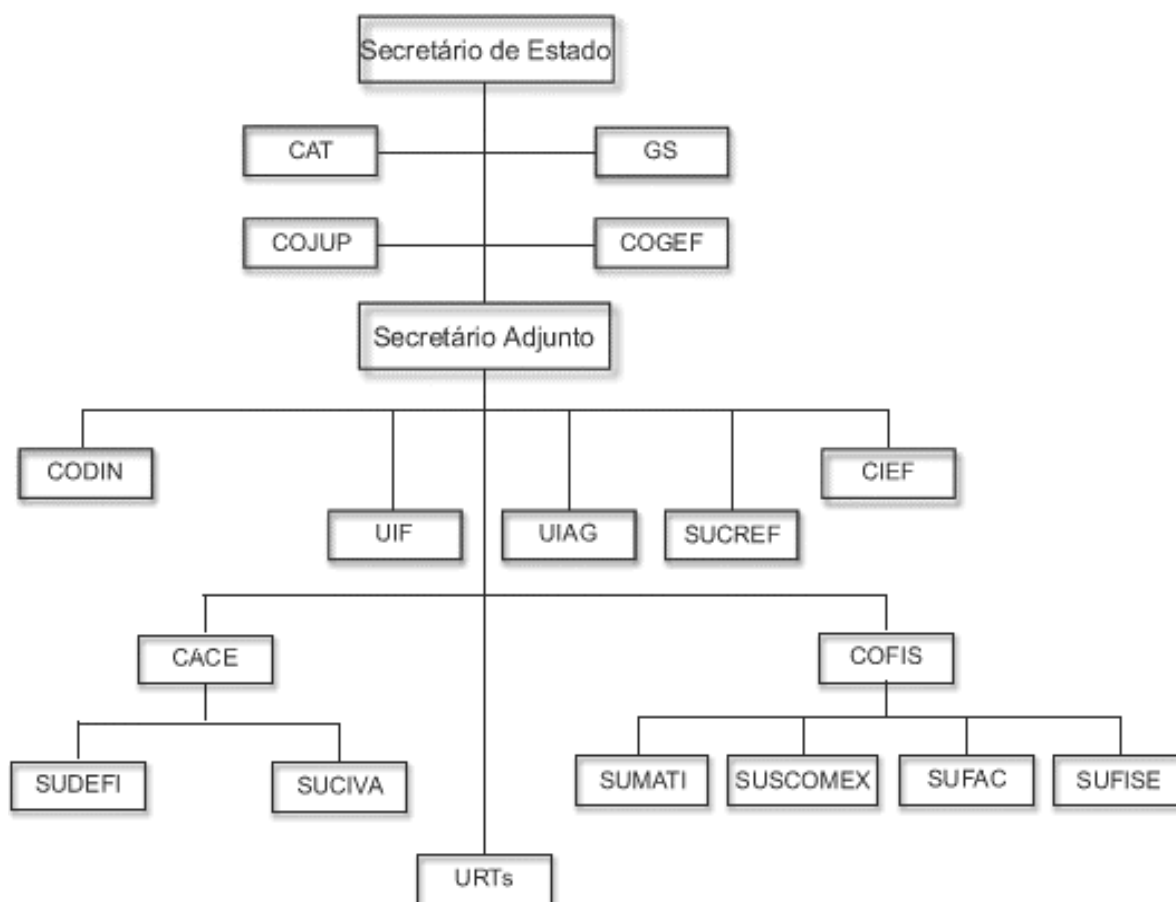 Secretário de Estado
CAT
GS
COJUP
COGEF
Secretário Adjunto
CODIN
CIEF
UIF
UIAG
SUCREF
CACE
COFIS
SUDEFI
SUCIVA
SUMATI
SUSCOMEX
SUFAC
SUFISE
URTs